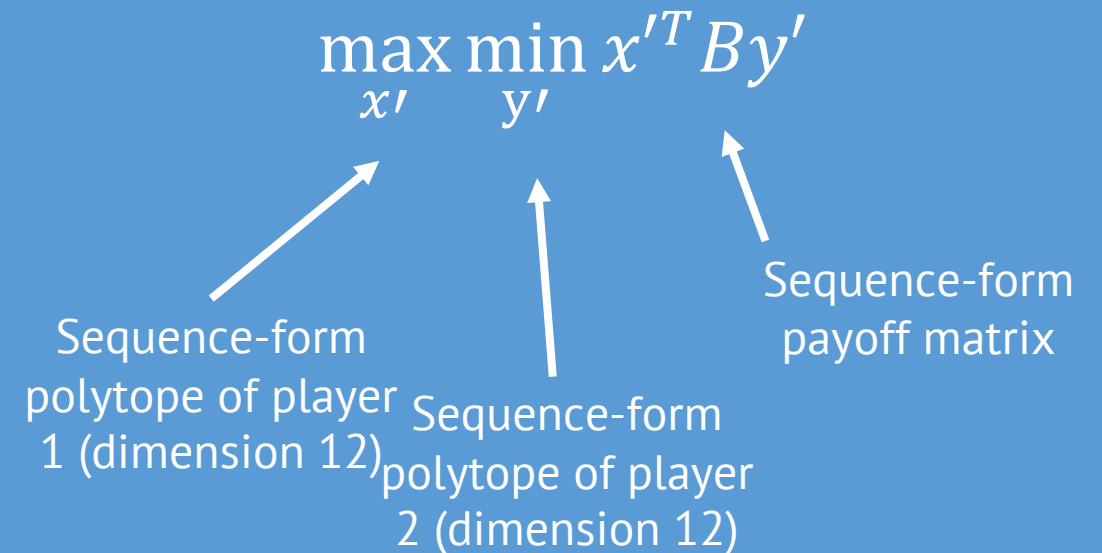 max min x′ᵀBy′
x′ y′
Sequence-form
polytope of player
1 (dimension 12)
Sequence-form
polytope of player
2 (dimension 12)
Sequence-form
payoff matrix